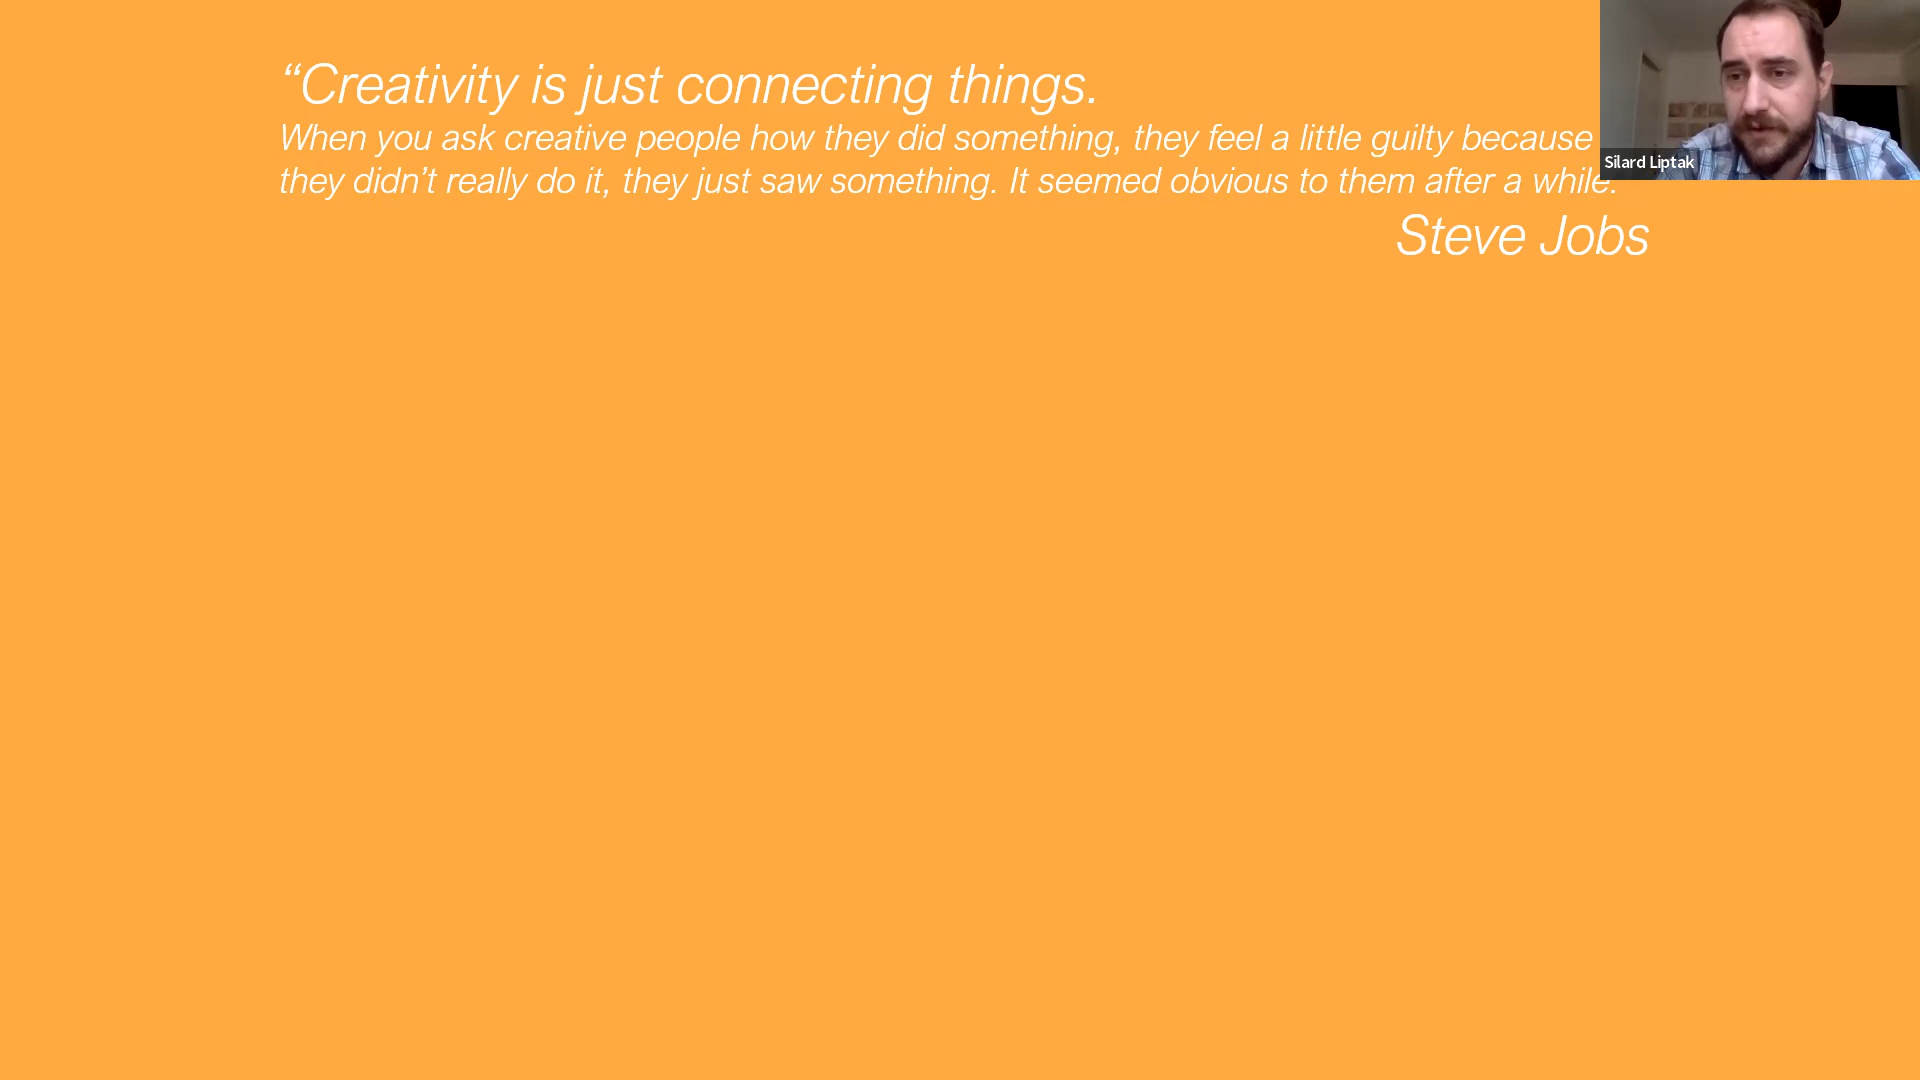 “Creativity is just connecting things.
When you ask creative people how they did something, they feel a little guilty because
they didn’t really do it, they just saw something. It seemed obvious to them after a while.
Steve Jobs
Silard Liptak